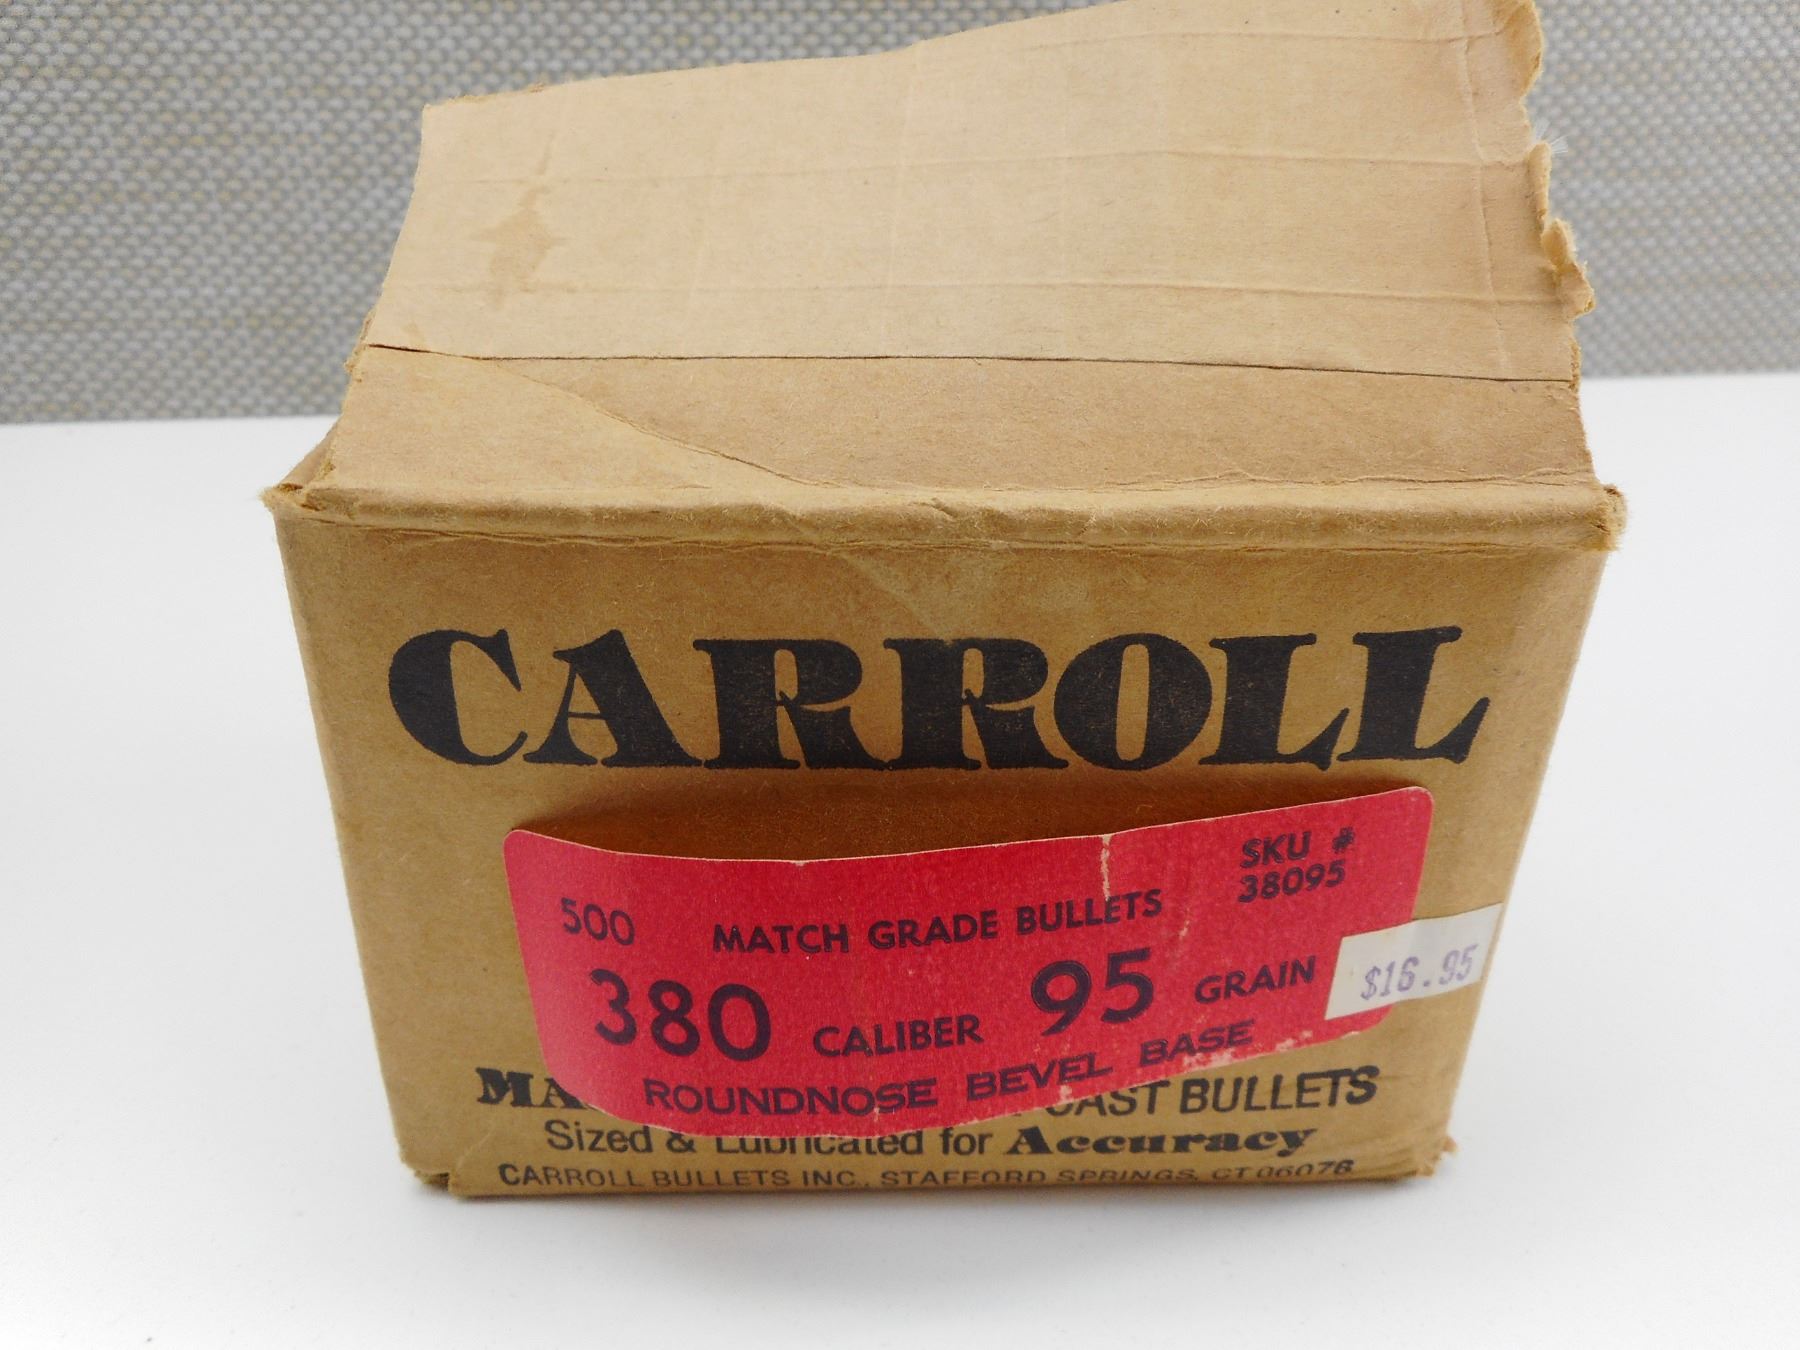 CARROLL
500 MATCH GRADE BULLETS SKU # 38095
380 CALIBER 95 GRAIN
$16.95
ROUNDNOSE BEVEL BASE
CAST BULLETS
Sized & Lubricated for Accuracy
CARROLL BULLETS INC., STAFFORD SPRINGS, CT 06076